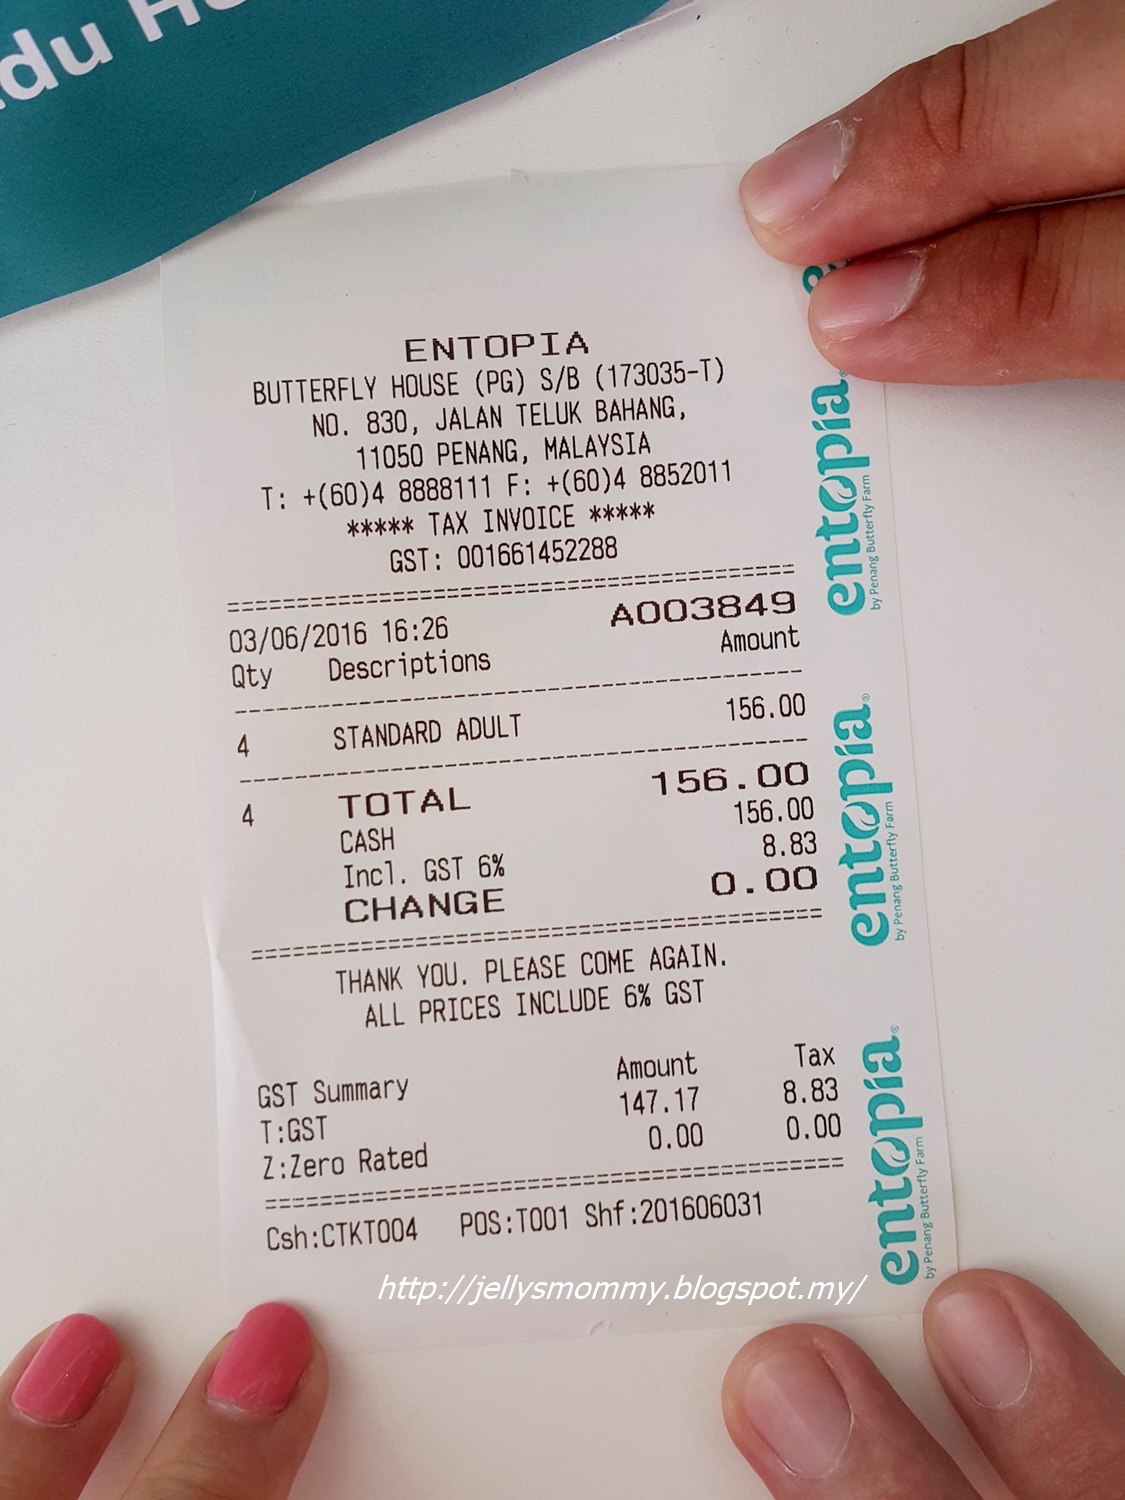 du H
ENTOPIA
BUTTERFLY HOUSE (PG) S/B (173035-T)
NO. 830, JALAN TELUK BAHANG,
11050 PENANG, MALAYSIA
T: +(60)4 8888111 F: +(60)4 8852011
***** TAX INVOICE *****
GST: 001661452288
03/06/2016 16:26 A003849
Qty Descriptions Amount
4 STANDARD ADULT 156.00
4 TOTAL 156.00
CASH 156.00
Incl. GST 6% 8.83
CHANGE 0.00
THANK YOU. PLEASE COME AGAIN.
ALL PRICES INCLUDE 6% GST
GST Summary Amount Tax
T:GST 147.17 8.83
Z:Zero Rated 0.00 0.00
Csh:CTKT004 POS:T001 Shf:201606031
entopia®
by Penang Butterfly Farm
entopia®
by Penang Butterfly Farm
entopia®
by Penang Butterfly Farm
http://jellysmommy.blogspot.my/